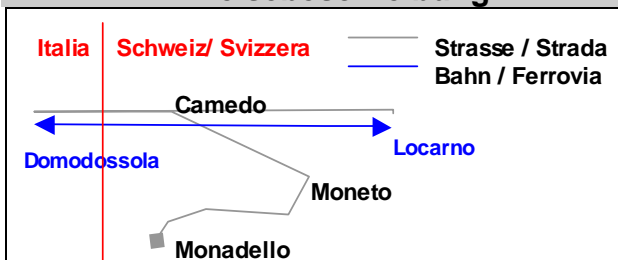 Italia Schweiz/ Svizzera Strasse / Strada
Bahn / Ferrovia
Camedo
Domodossola Locarno
Moneto
Monadello